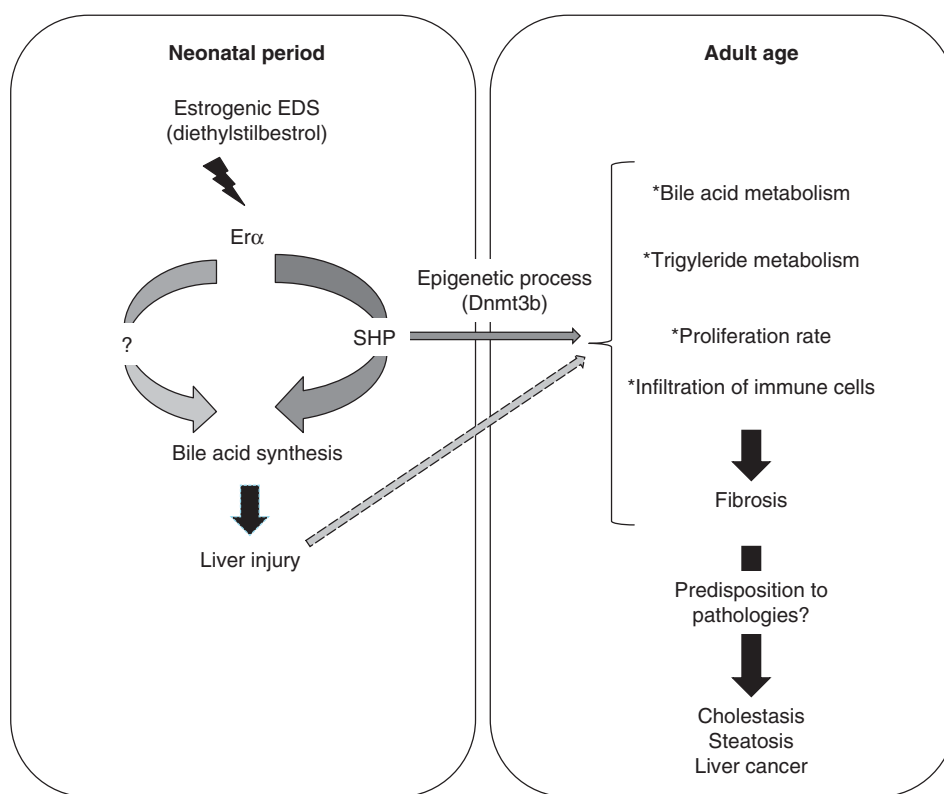 Neonatal period
Estrogenic EDS
(diethylstilbestrol)
Erα
?
SHP
Bile acid synthesis
Liver injury
Epigenetic process
(Dnmt3b)
Adult age
*Bile acid metabolism
*Trigyleride metabolism
*Proliferation rate
*Infiltration of immune cells
Fibrosis
Predisposition to
pathologies?
Cholestasis
Steatosis
Liver cancer